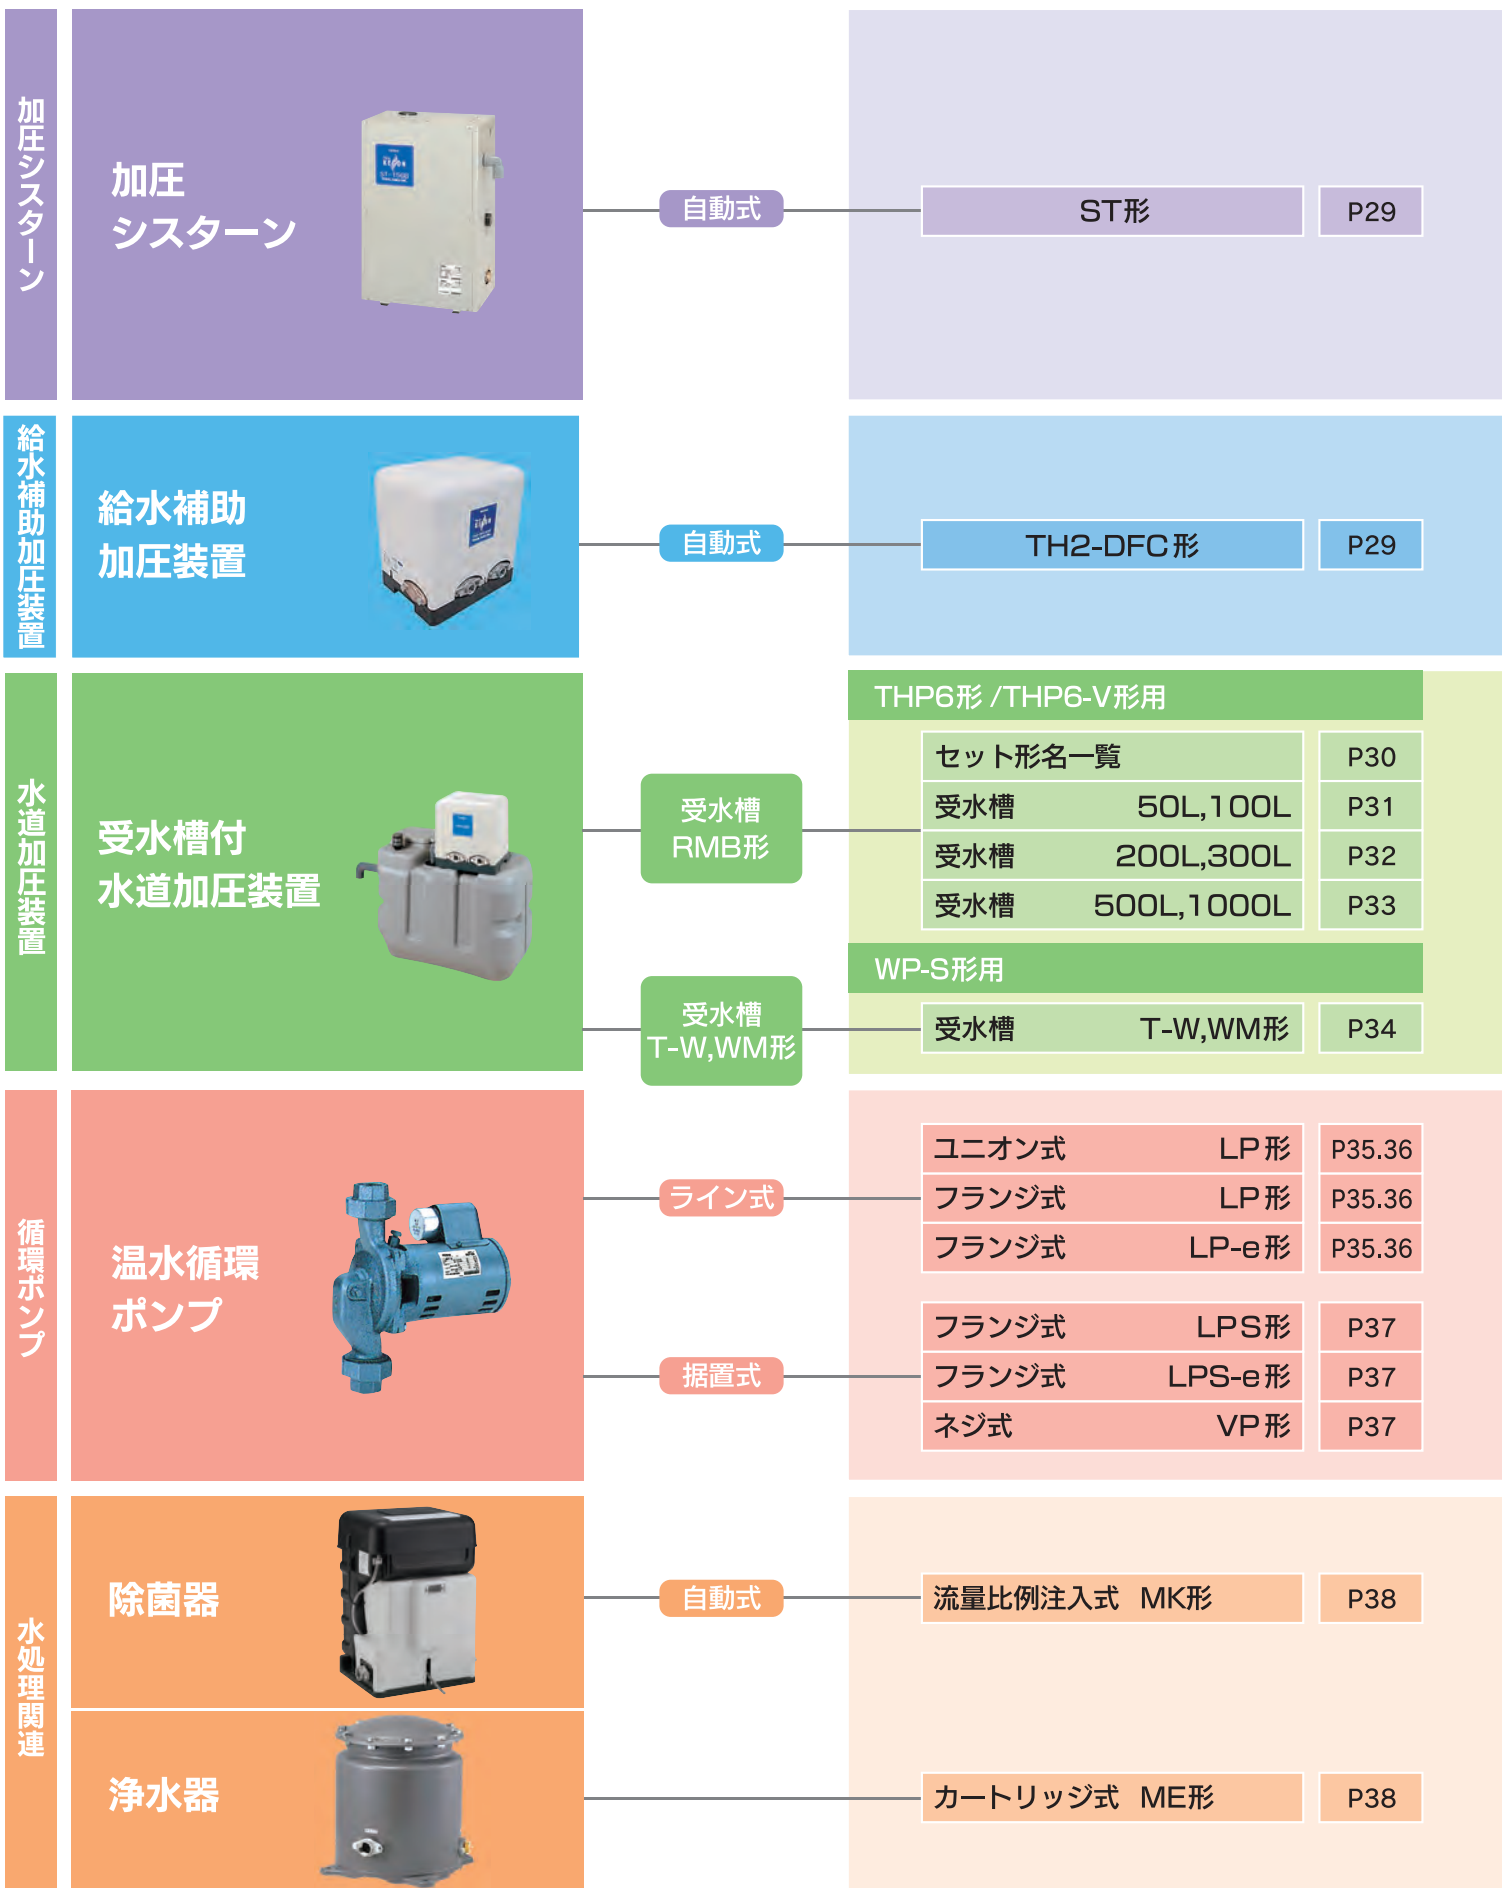 加圧システーン
加圧
システーン
自動式
ST形 P29
給水補助加圧装置
給水補助
加圧装置
自動式
TH2-DFC形 P29
水道加圧装置
受水槽付
水道加圧装置
受水槽
RMB形
THP6形 /THP6-V形用
セット形名一覧 P30
受水槽 50L,100L P31
受水槽 200L,300L P32
受水槽 500L,1000L P33
受水槽
T-W,WM形
WP-S形用
受水槽 T-W,WM形 P34
循環ポンプ
温水循環
ポンプ
ライン式
ユニオン式 LP形 P35.36
フランジ式 LP形 P35.36
フランジ式 LP-e形 P35.36
据置式
フランジ式 LPS形 P37
フランジ式 LPS-e形 P37
ネジ式 VP形 P37
水処理関連
除菌器
自動式
流量比例注入式 MK形 P38
浄水器
カートリッジ式 ME形 P38